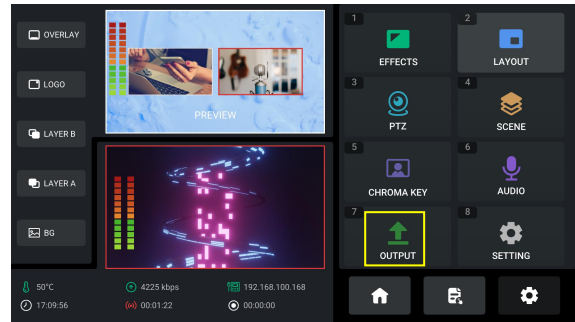 OVERLAY
LOGO
LAYER B
LAYER A
BG
PREVIEW
1
EFFECTS
2
LAYOUT
3
PTZ
4
SCENE
5
CHROMA KEY
6
AUDIO
7
OUTPUT
8
SETTING
50°C
4225 kbps
192.168.100.168
17:09:56
00:01:22
00:00:00